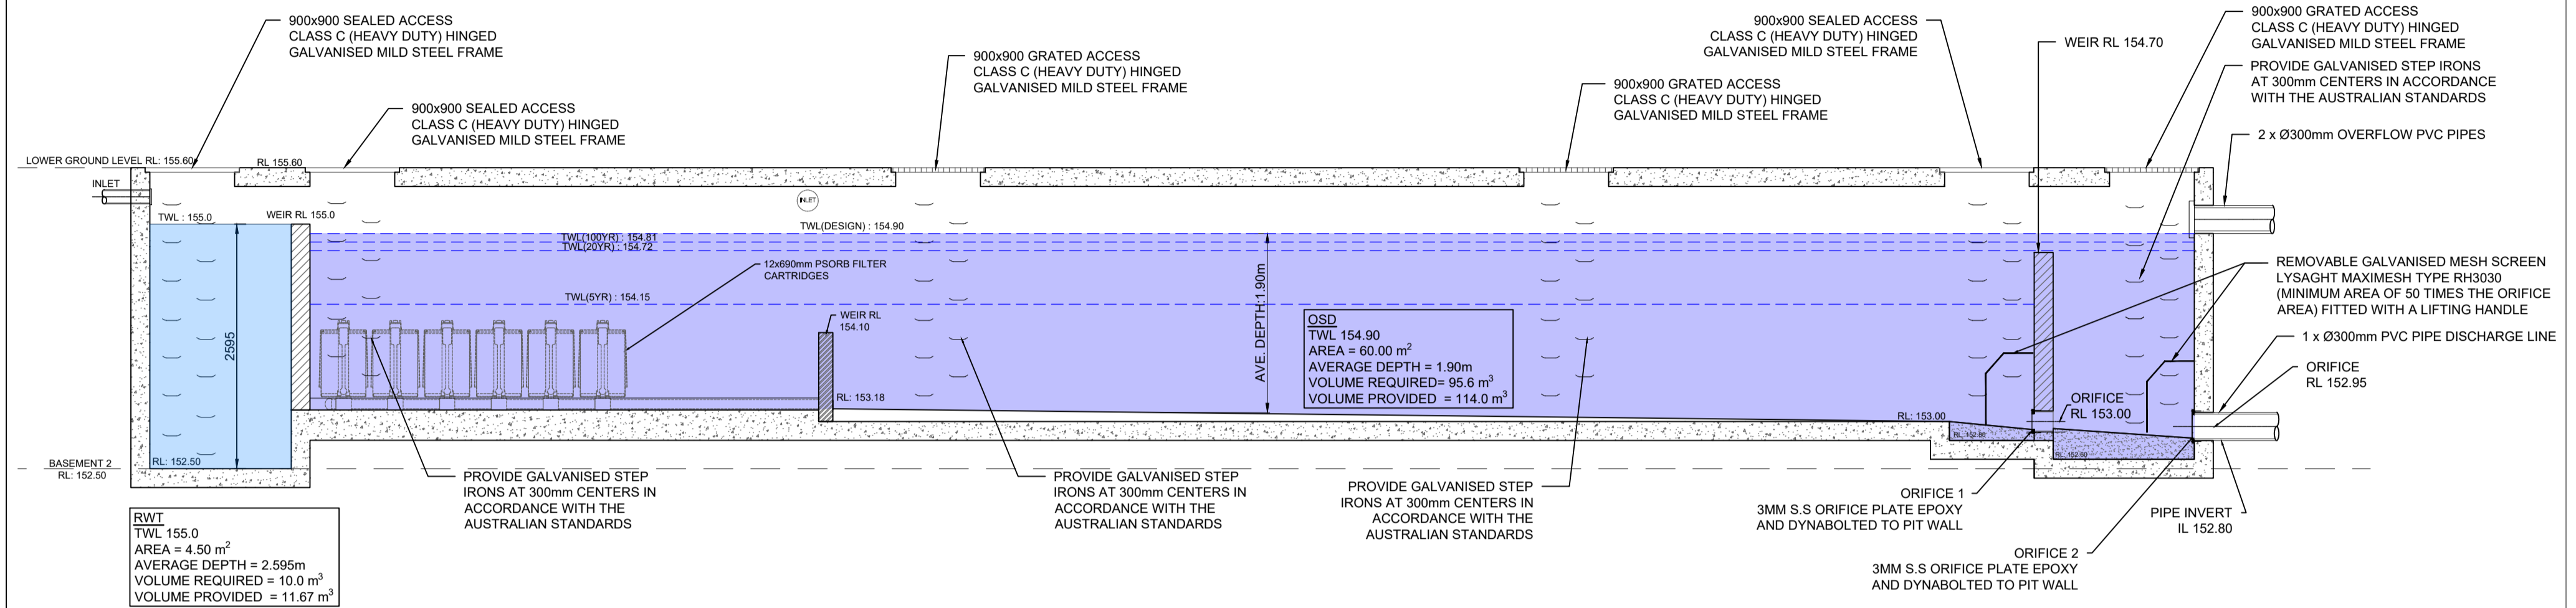 900x900 SEALED ACCESS
CLASS C (HEAVY DUTY) HINGED
GALVANISED MILD STEEL FRAME
900x900 SEALED ACCESS
CLASS C (HEAVY DUTY) HINGED
GALVANISED MILD STEEL FRAME
900x900 GRATED ACCESS
CLASS C (HEAVY DUTY) HINGED
GALVANISED MILD STEEL FRAME
900x900 GRATED ACCESS
CLASS C (HEAVY DUTY) HINGED
GALVANISED MILD STEEL FRAME
900x900 SEALED ACCESS
CLASS C (HEAVY DUTY) HINGED
GALVANISED MILD STEEL FRAME
WEIR RL 154.70
900x900 GRATED ACCESS
CLASS C (HEAVY DUTY) HINGED
GALVANISED MILD STEEL FRAME
PROVIDE GALVANISED STEP IRONS
AT 300mm CENTERS IN ACCORDANCE
WITH THE AUSTRALIAN STANDARDS
2 x Ø300mm OVERFLOW PVC PIPES
LOWER GROUND LEVEL RL: 155.60
RL 155.60
INLET
INLET
TWL : 155.0
WEIR RL 155.0
TWL(DESIGN) : 154.90
TWL(100YR) : 154.81
TWL(20YR) : 154.72
12x690mm PSORB FILTER
CARTRIDGES
TWL(5YR) : 154.15
WEIR RL
154.10
2595
AVE. DEPTH:1.90m
OSD
TWL 154.90
AREA = 60.00 m²
AVERAGE DEPTH = 1.90m
VOLUME REQUIRED= 95.6 m³
VOLUME PROVIDED = 114.0 m³
REMOVABLE GALVANISED MESH SCREEN
LYSAGHT MAXIMESH TYPE RH3030
(MINIMUM AREA OF 50 TIMES THE ORIFICE
AREA) FITTED WITH A LIFTING HANDLE
1 x Ø300mm PVC PIPE DISCHARGE LINE
ORIFICE
RL 152.95
RL: 153.18
RL: 153.00
ORIFICE
RL 153.00
RL: 152.80
RL: 152.60
BASEMENT 2
RL: 152.50
RL: 152.50
PROVIDE GALVANISED STEP
IRONS AT 300mm CENTERS IN
ACCORDANCE WITH THE
AUSTRALIAN STANDARDS
PROVIDE GALVANISED STEP
IRONS AT 300mm CENTERS IN
ACCORDANCE WITH THE
AUSTRALIAN STANDARDS
PROVIDE GALVANISED STEP
IRONS AT 300mm CENTERS IN
ACCORDANCE WITH THE
AUSTRALIAN STANDARDS
ORIFICE 1
3MM S.S ORIFICE PLATE EPOXY
AND DYNABOLTED TO PIT WALL
PIPE INVERT
IL 152.80
ORIFICE 2
3MM S.S ORIFICE PLATE EPOXY
AND DYNABOLTED TO PIT WALL
RWT
TWL 155.0
AREA = 4.50 m²
AVERAGE DEPTH = 2.595m
VOLUME REQUIRED = 10.0 m³
VOLUME PROVIDED = 11.67 m³